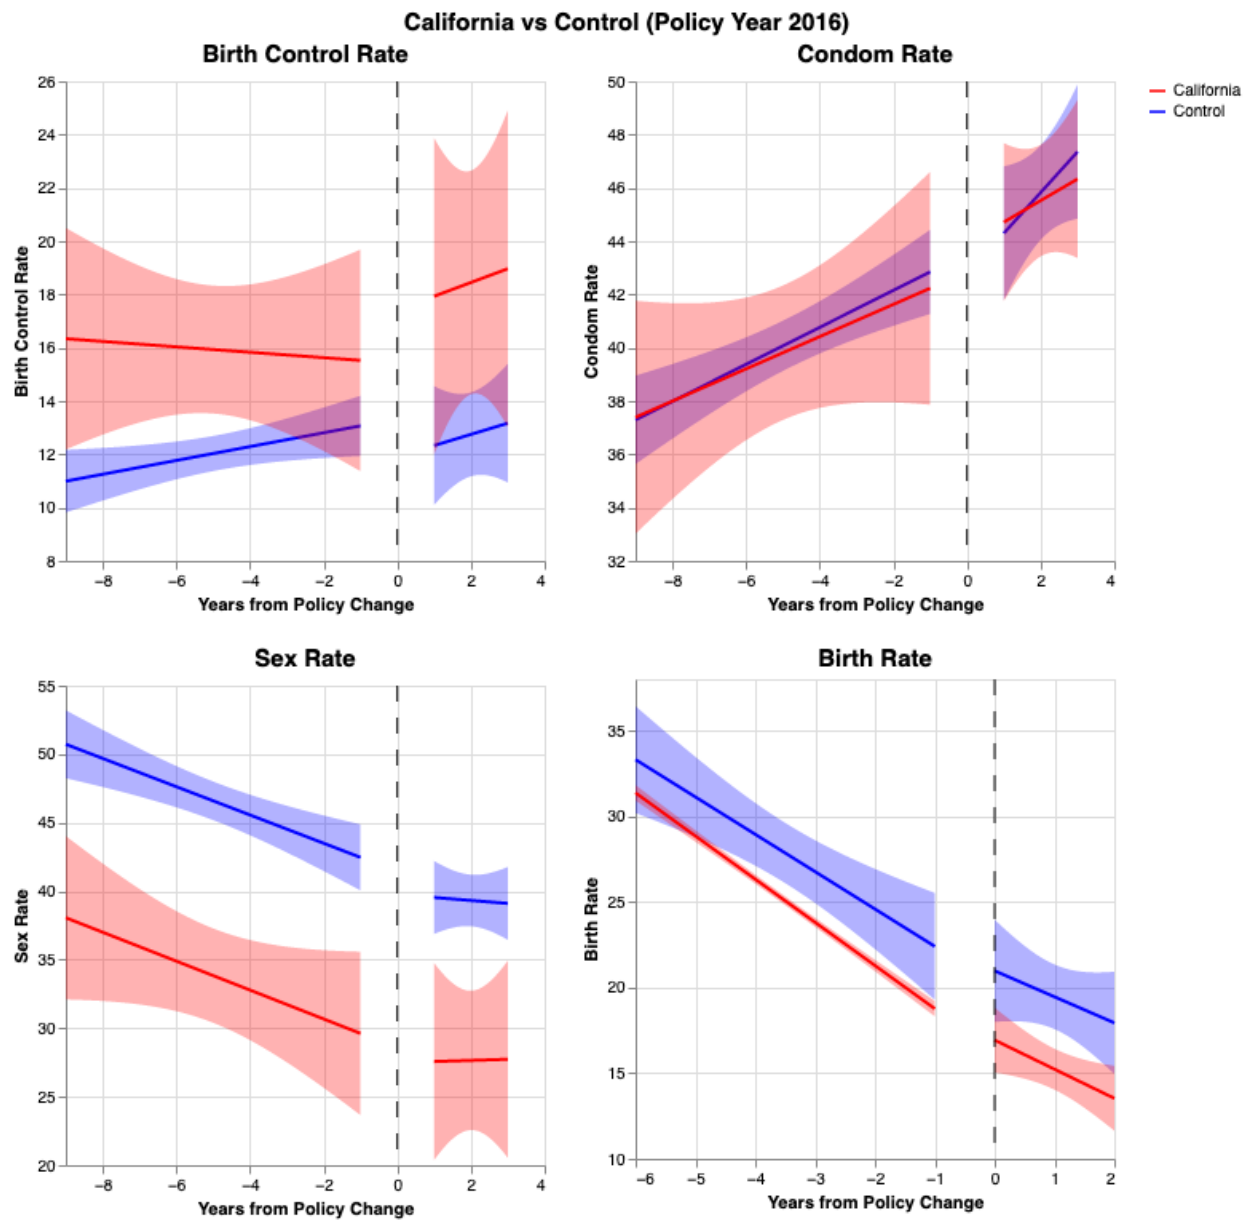 California vs Control (Policy Year 2016)
Birth Control Rate
26
24
22
20
18
16
14
12
10
8
Birth Control Rate
−8 −6 −4 −2 0 2 4
Years from Policy Change
Condom Rate
50
48
46
44
42
40
38
36
34
32
Condom Rate
−8 −6 −4 −2 0 2 4
Years from Policy Change
California
Control
Sex Rate
55
50
45
40
35
30
25
20
Sex Rate
−8 −6 −4 −2 0 2 4
Years from Policy Change
Birth Rate
35
30
25
20
15
10
Birth Rate
−6 −5 −4 −3 −2 −1 0 1 2
Years from Policy Change